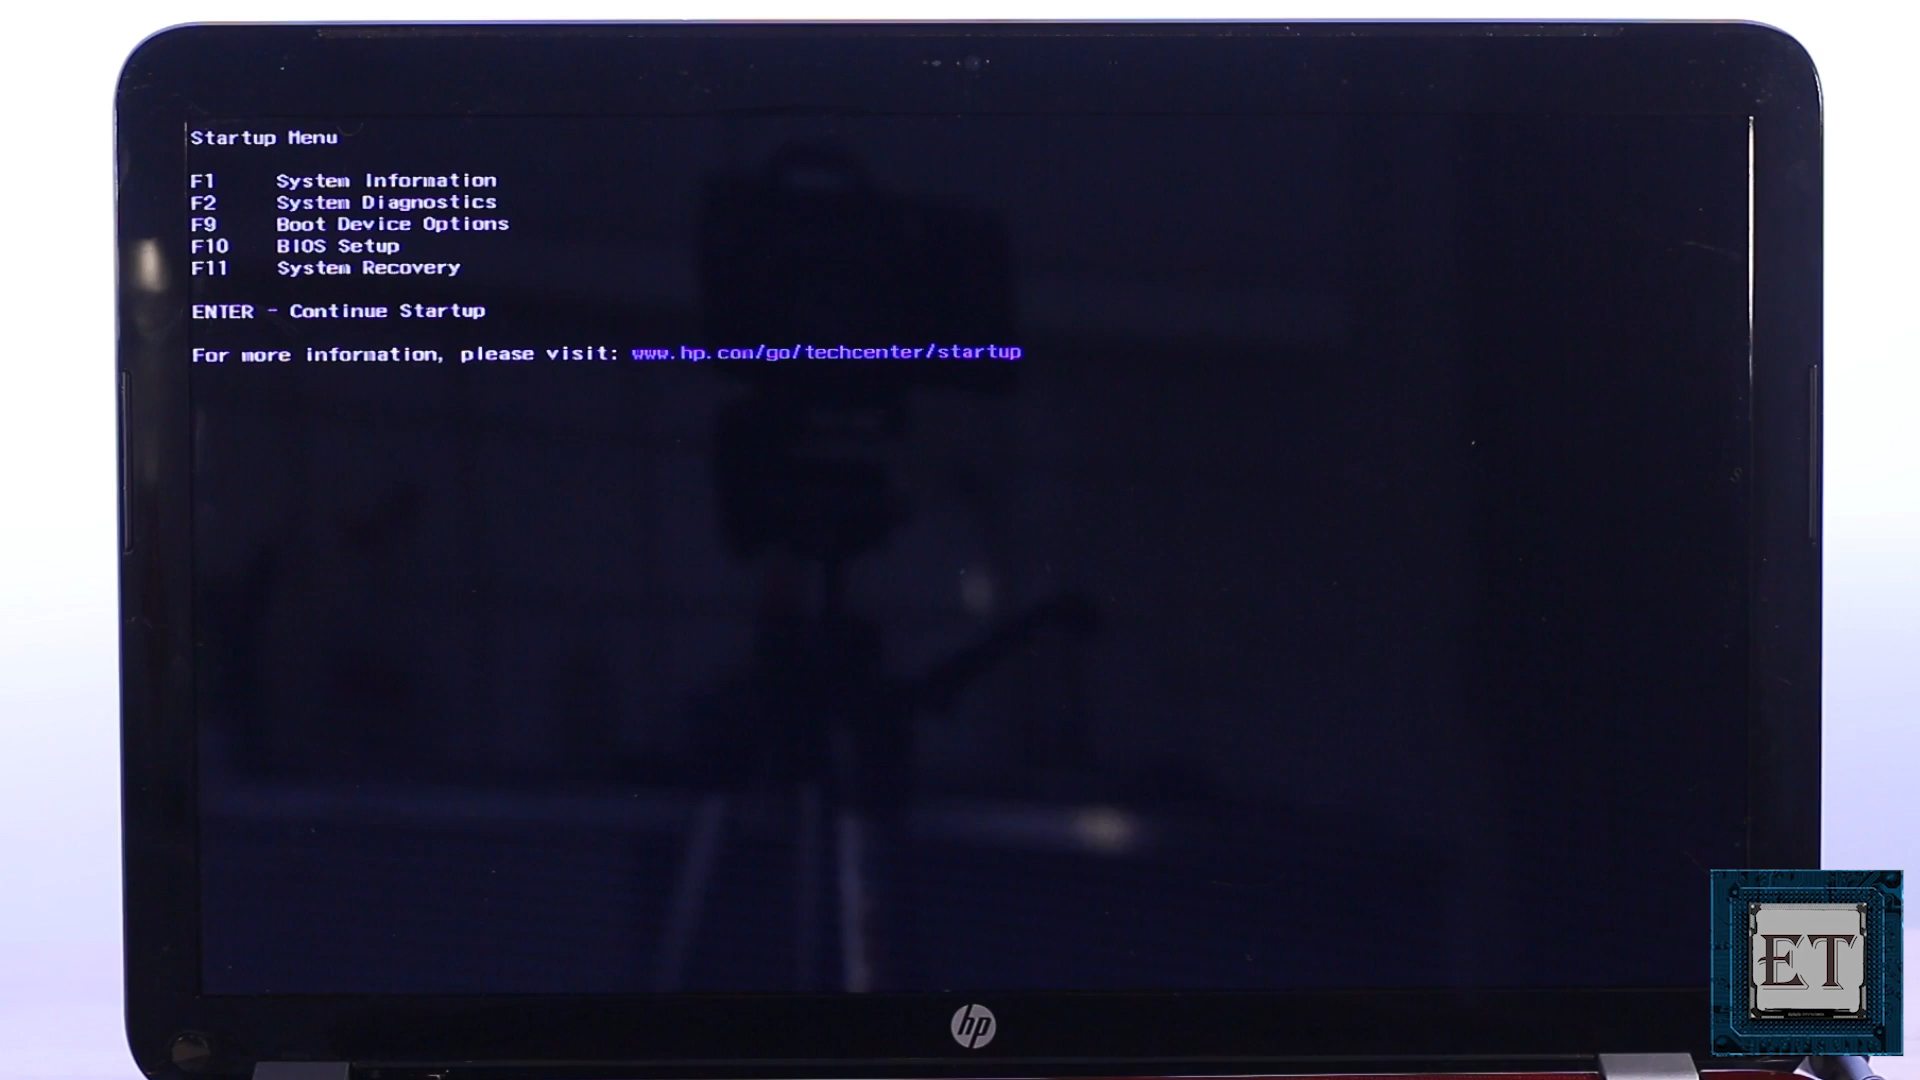 Startup Menu
F1 System Information
F2 System Diagnostics
F9 Boot Device Options
F10 BIOS Setup
F11 System Recovery
ENTER - Continue Startup
For more information, please visit: www.hp.com/go/techcenter/startup
hp
ET